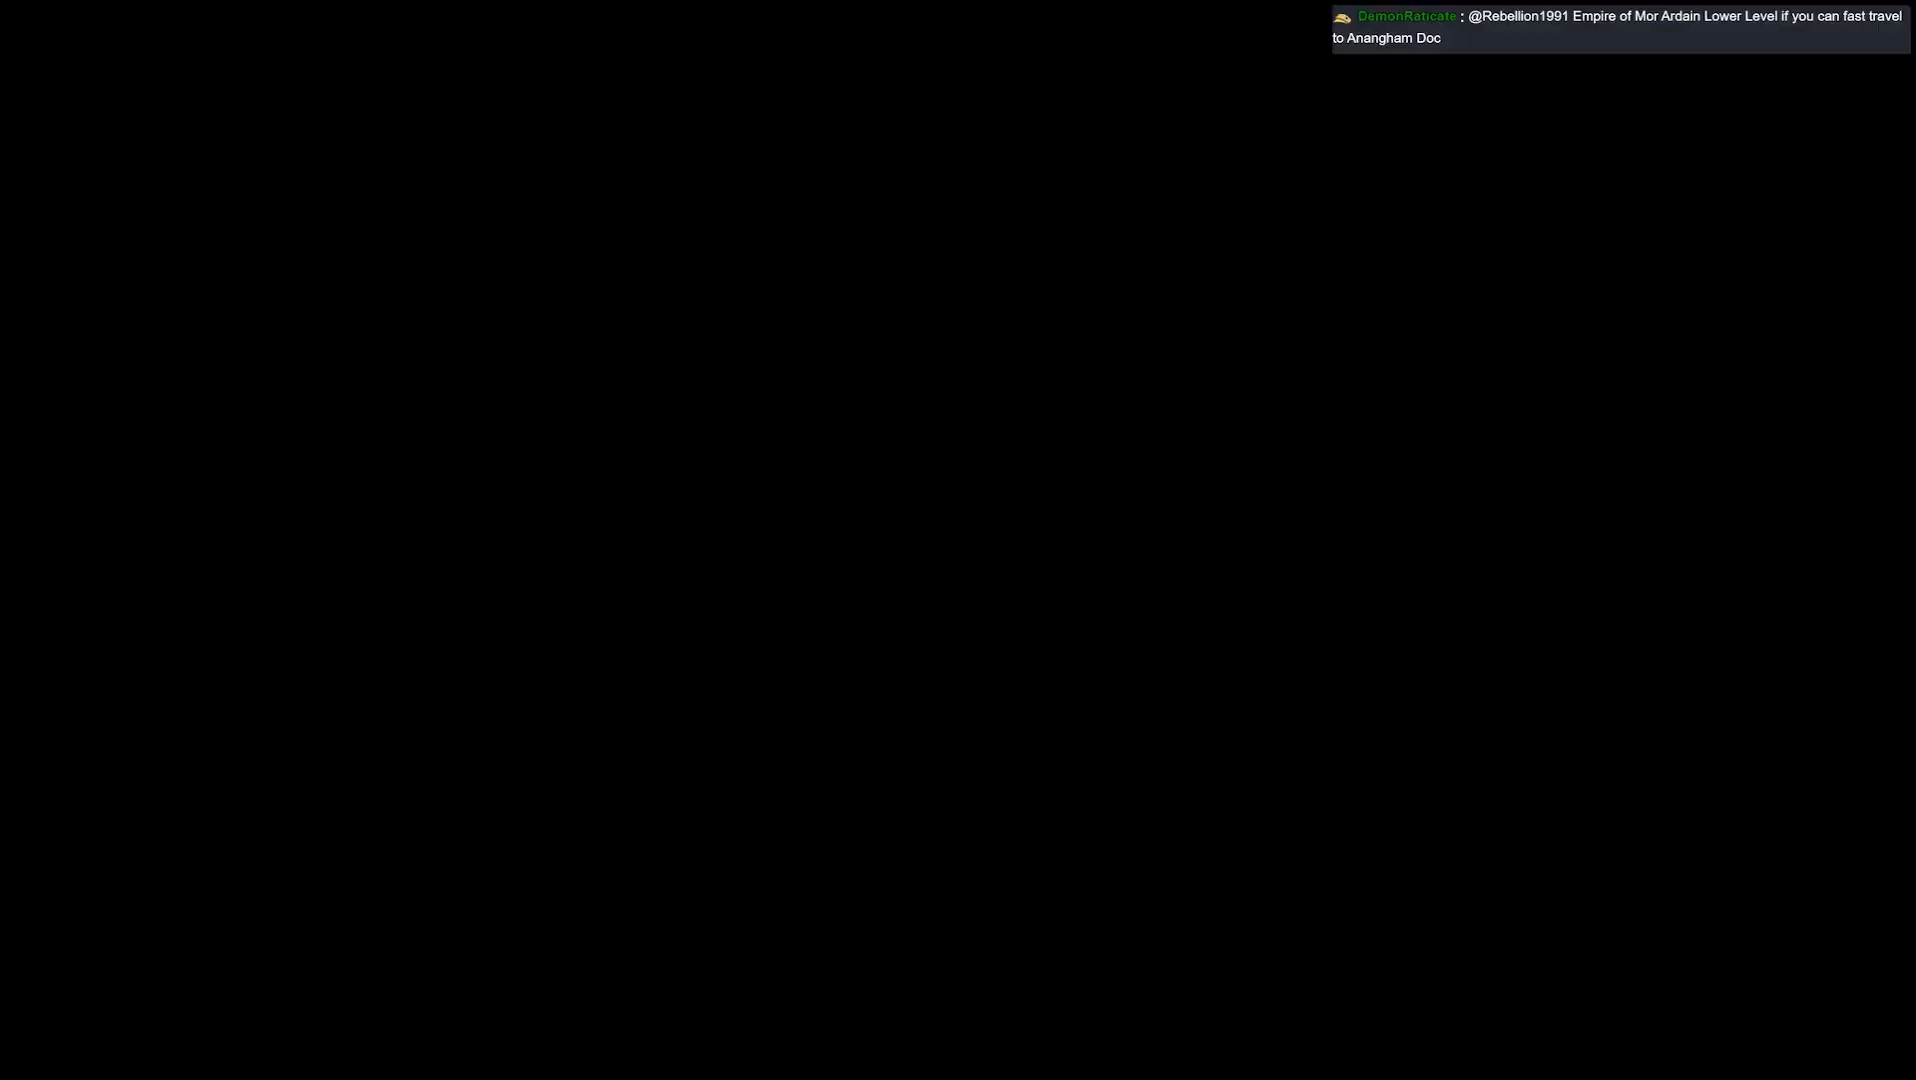 DemonRaticate : @Rebellion1991 Empire of Mor Ardain Lower Level if you can fast travel
to Anangham Doc